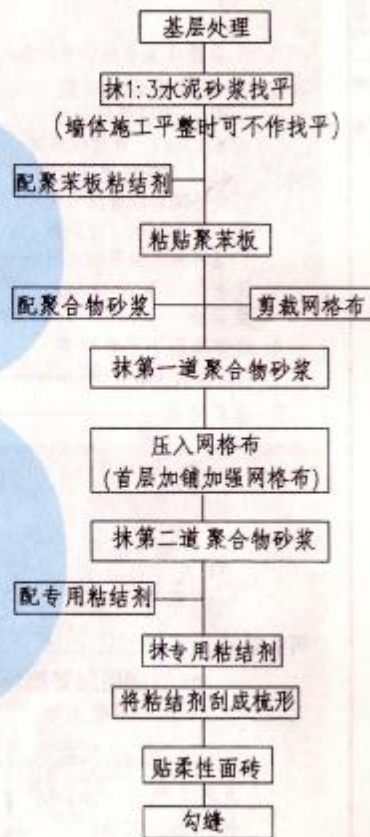 基层处理
抹1:3水泥砂浆找平
(墙体施工平整时可不作找平)
配聚苯板粘结剂
粘贴聚苯板
配聚合物砂浆
剪裁网格布
抹第一道聚合物砂浆
压入网格布
(首层加铺加强网格布)
抹第二道聚合物砂浆
配专用粘结剂
抹专用粘结剂
将粘结剂刮成梳形
贴柔性面砖
勾缝